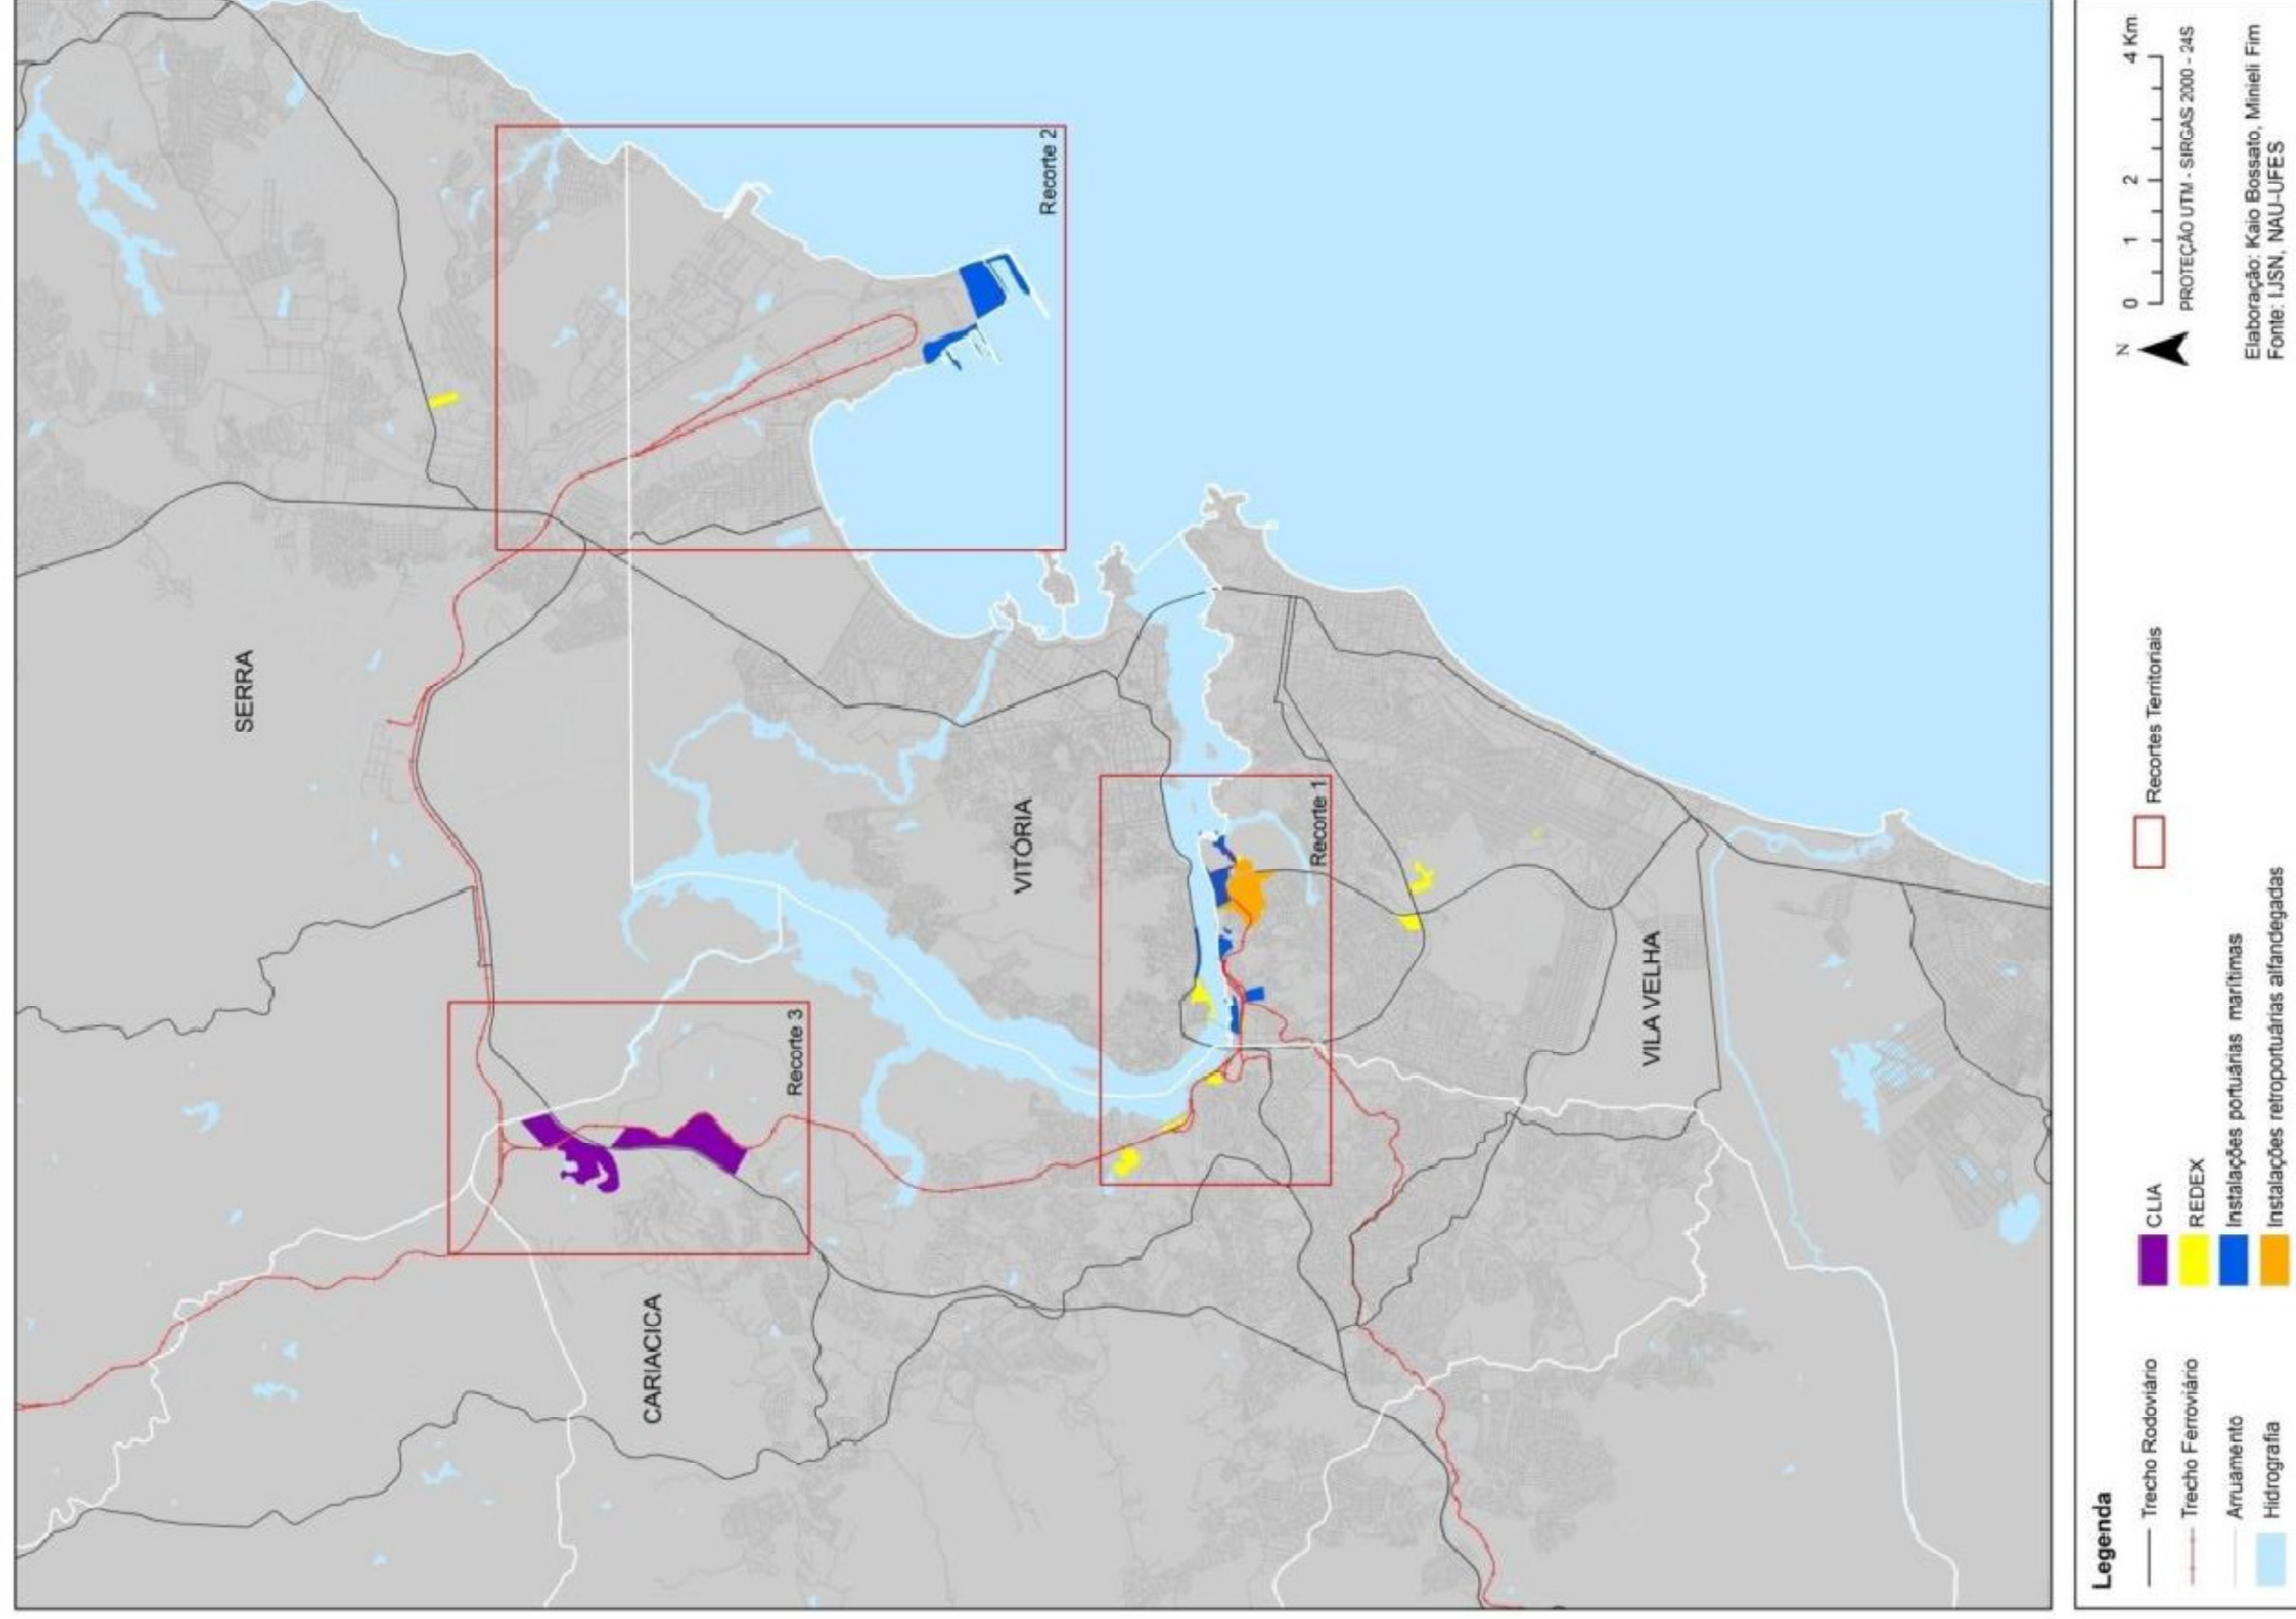 SERRA
Recorte 2
VITÓRIA
Recorte 3
Recorte 1
CARIACICA
VILA VELHA
Legenda
Trecho Rodoviário
Trecho Ferroviário
Arruamento
Hidrografia
CLIA
REDEX
Instalações portuárias marítimas
Instalações retroportuárias alfandegadas
Recortes Territoriais
N
0 1 2 4 Km
PROTEÇÃO UTM - SIRGAS 2000 - 24S
Elaboração: Kaio Bossato, Minieli Fim
Fonte: IJSN, NAU-UFES